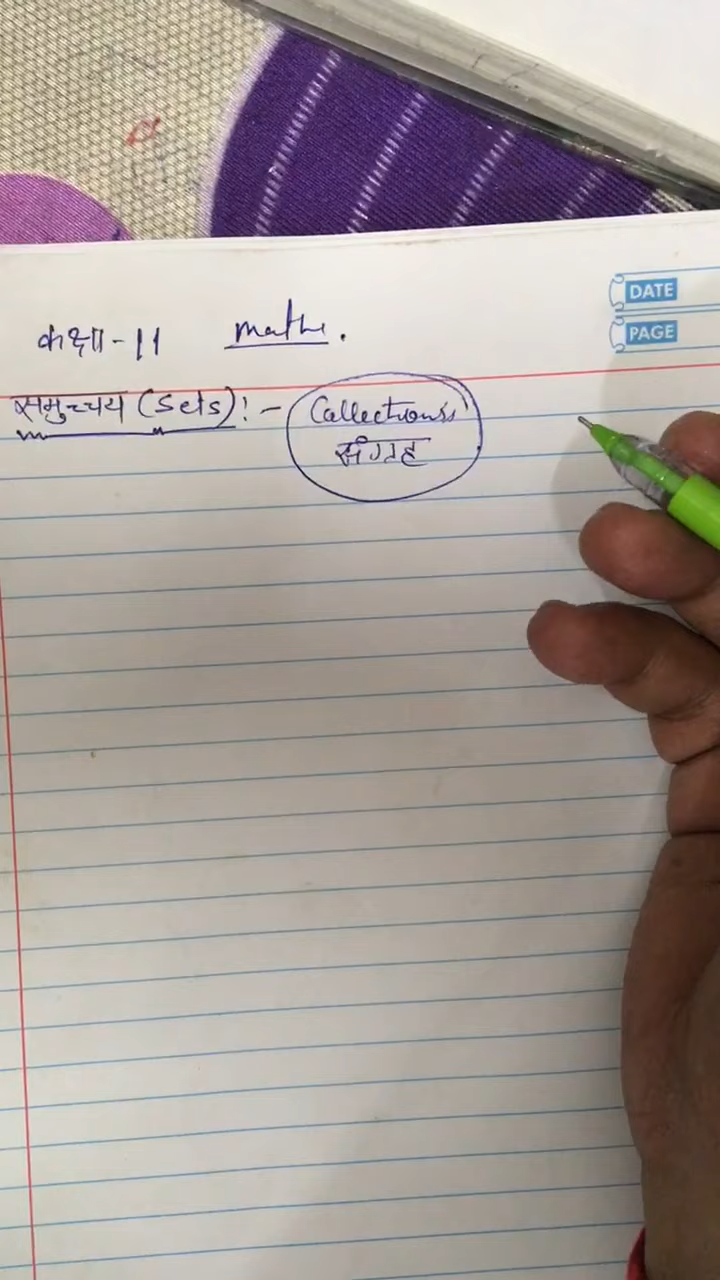 DATE
PAGE
कक्षा-11 Maths.
समुच्चय (Sets):- Collections
संग्रह